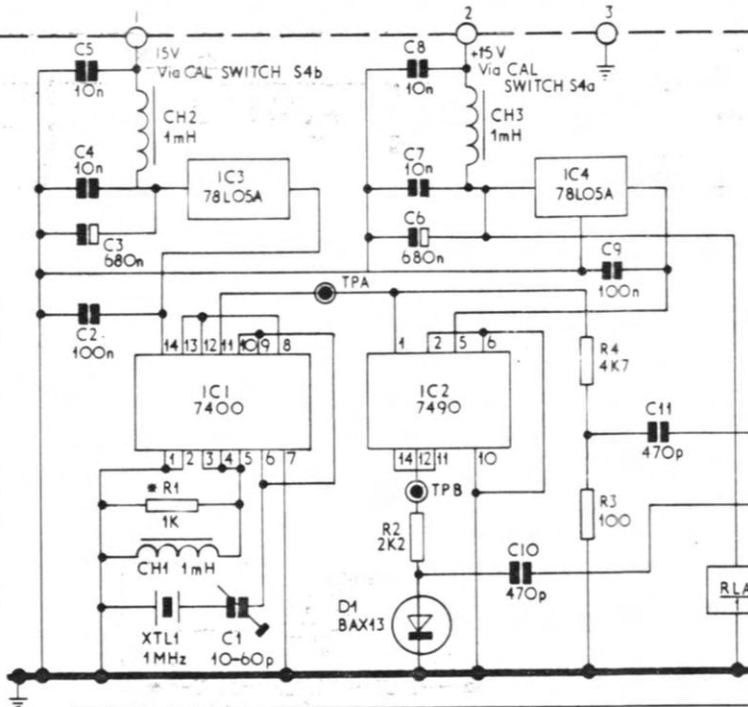 1
2
3
C5
10n
15V
Via CAL SWITCH S4b
CH2
1mH
C4
10n
IC3
78L05A
C3
680n
C2
100n
C8
10n
+15V
Via CAL
SWITCH S4a
CH3
1mH
C7
10n
IC4
78L05A
C6
680n
C9
100n
TPA
14 13 12 11 10 9 8
IC1
7400
1 2 3 4 5 6 7
1 2 5 6
IC2
7490
14 12 11 10
R4
4K7
C11
470p
* R1
1K
CH1 1mH
XTL1
1MHz
C1
10-60p
TPB
R2
2K2
C10
470p
D1
BAX13
R3
100
RLA
1